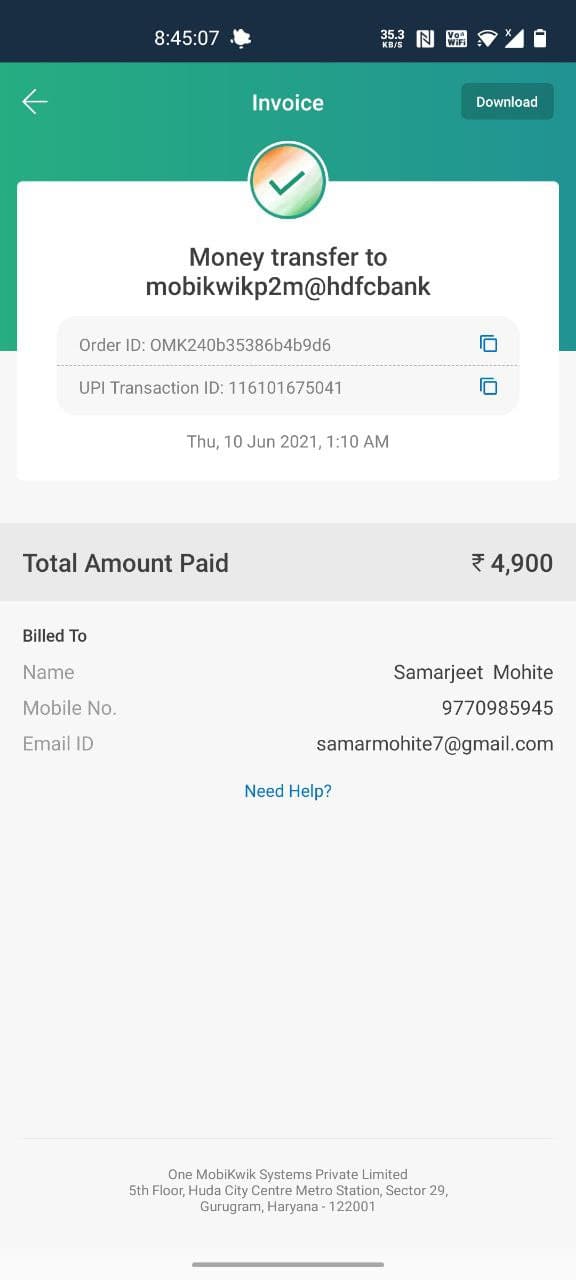 8:45:07
35.3
KB/S
Vo
WiFi
x
Invoice
Download
Money transfer to
mobikwikp2m@hdfcbank
Order ID: OMK240b35386b4b9d6
UPI Transaction ID: 116101675041
Thu, 10 Jun 2021, 1:10 AM
Total Amount Paid ₹ 4,900
Billed To
Name Samarjeet Mohite
Mobile No. 9770985945
Email ID samarmohite7@gmail.com
Need Help?
One MobiKwik Systems Private Limited
5th Floor, Huda City Centre Metro Station, Sector 29,
Gurugram, Haryana - 122001